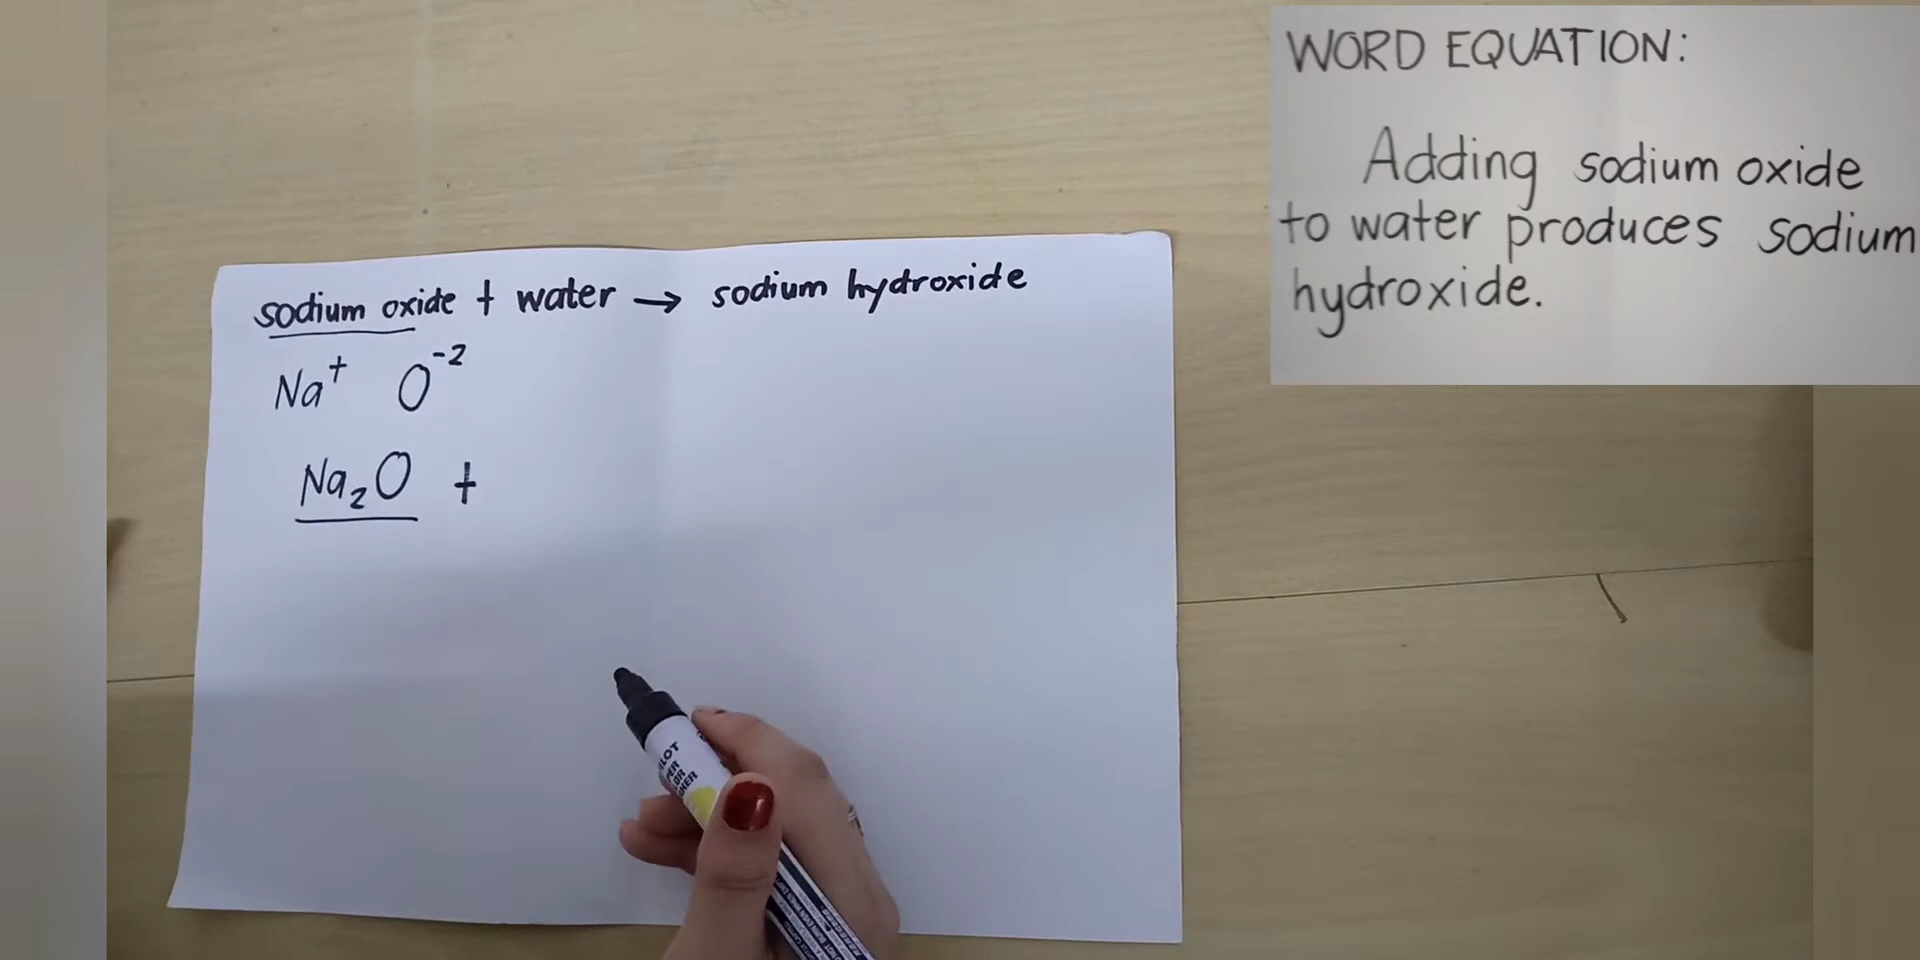 WORD EQUATION:
Adding sodium oxide
to water produces sodium
hydroxide.
sodium oxide + water → sodium hydroxide
Na⁺ O⁻²
Na₂O +